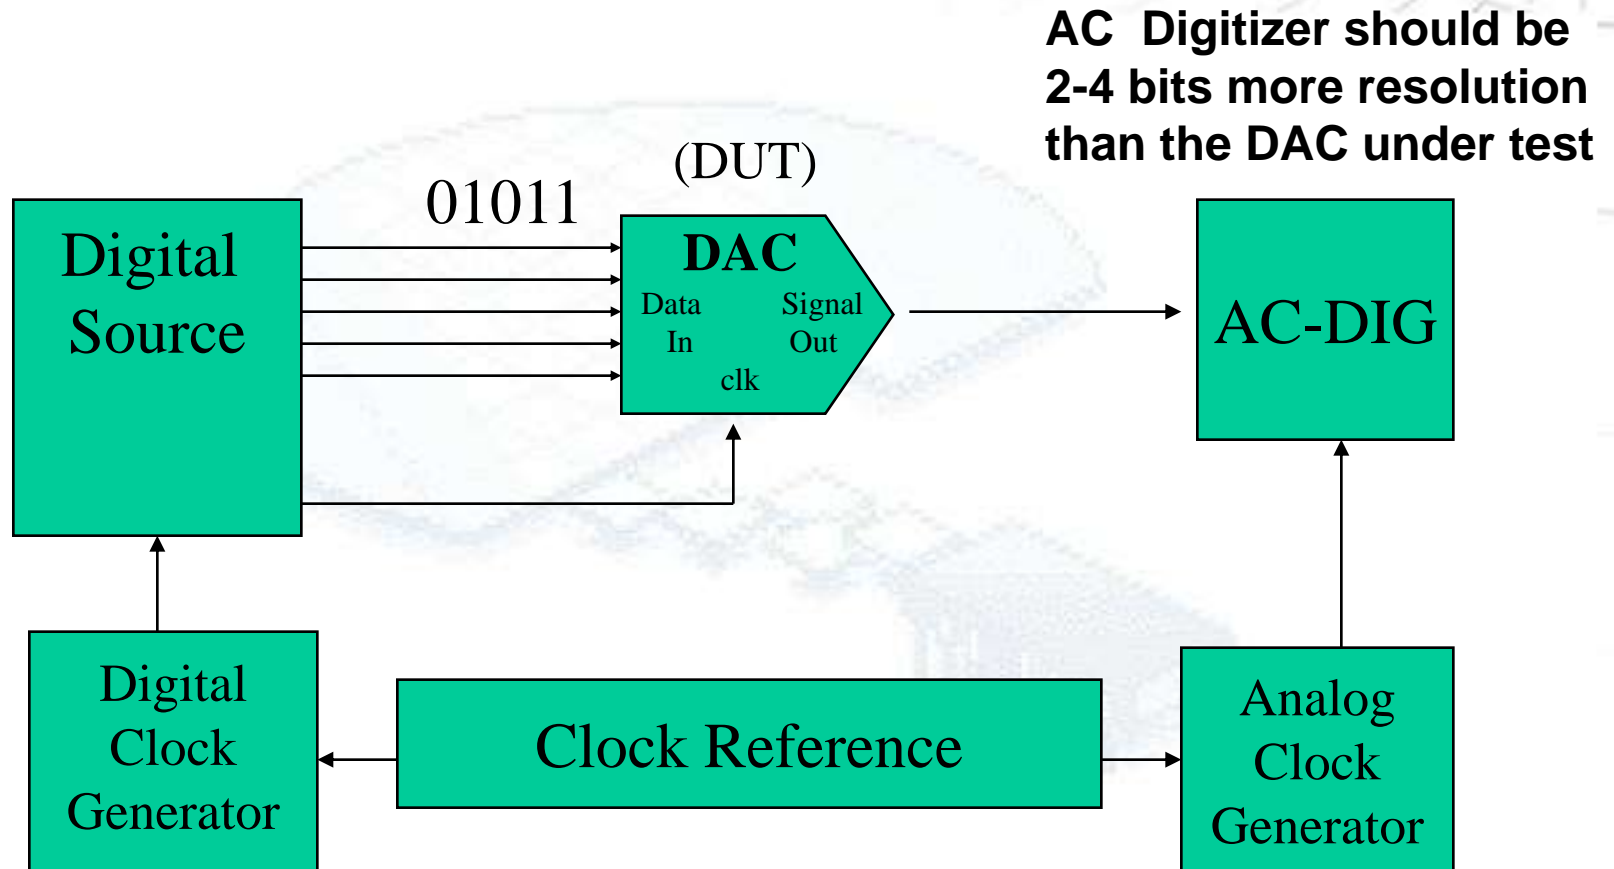 AC Digitizer should be
2-4 bits more resolution
than the DAC under test
(DUT)
01011
Digital
Source
DAC
Data
In
Signal
Out
clk
AC-DIG
Digital
Clock
Generator
Clock Reference
Analog
Clock
Generator